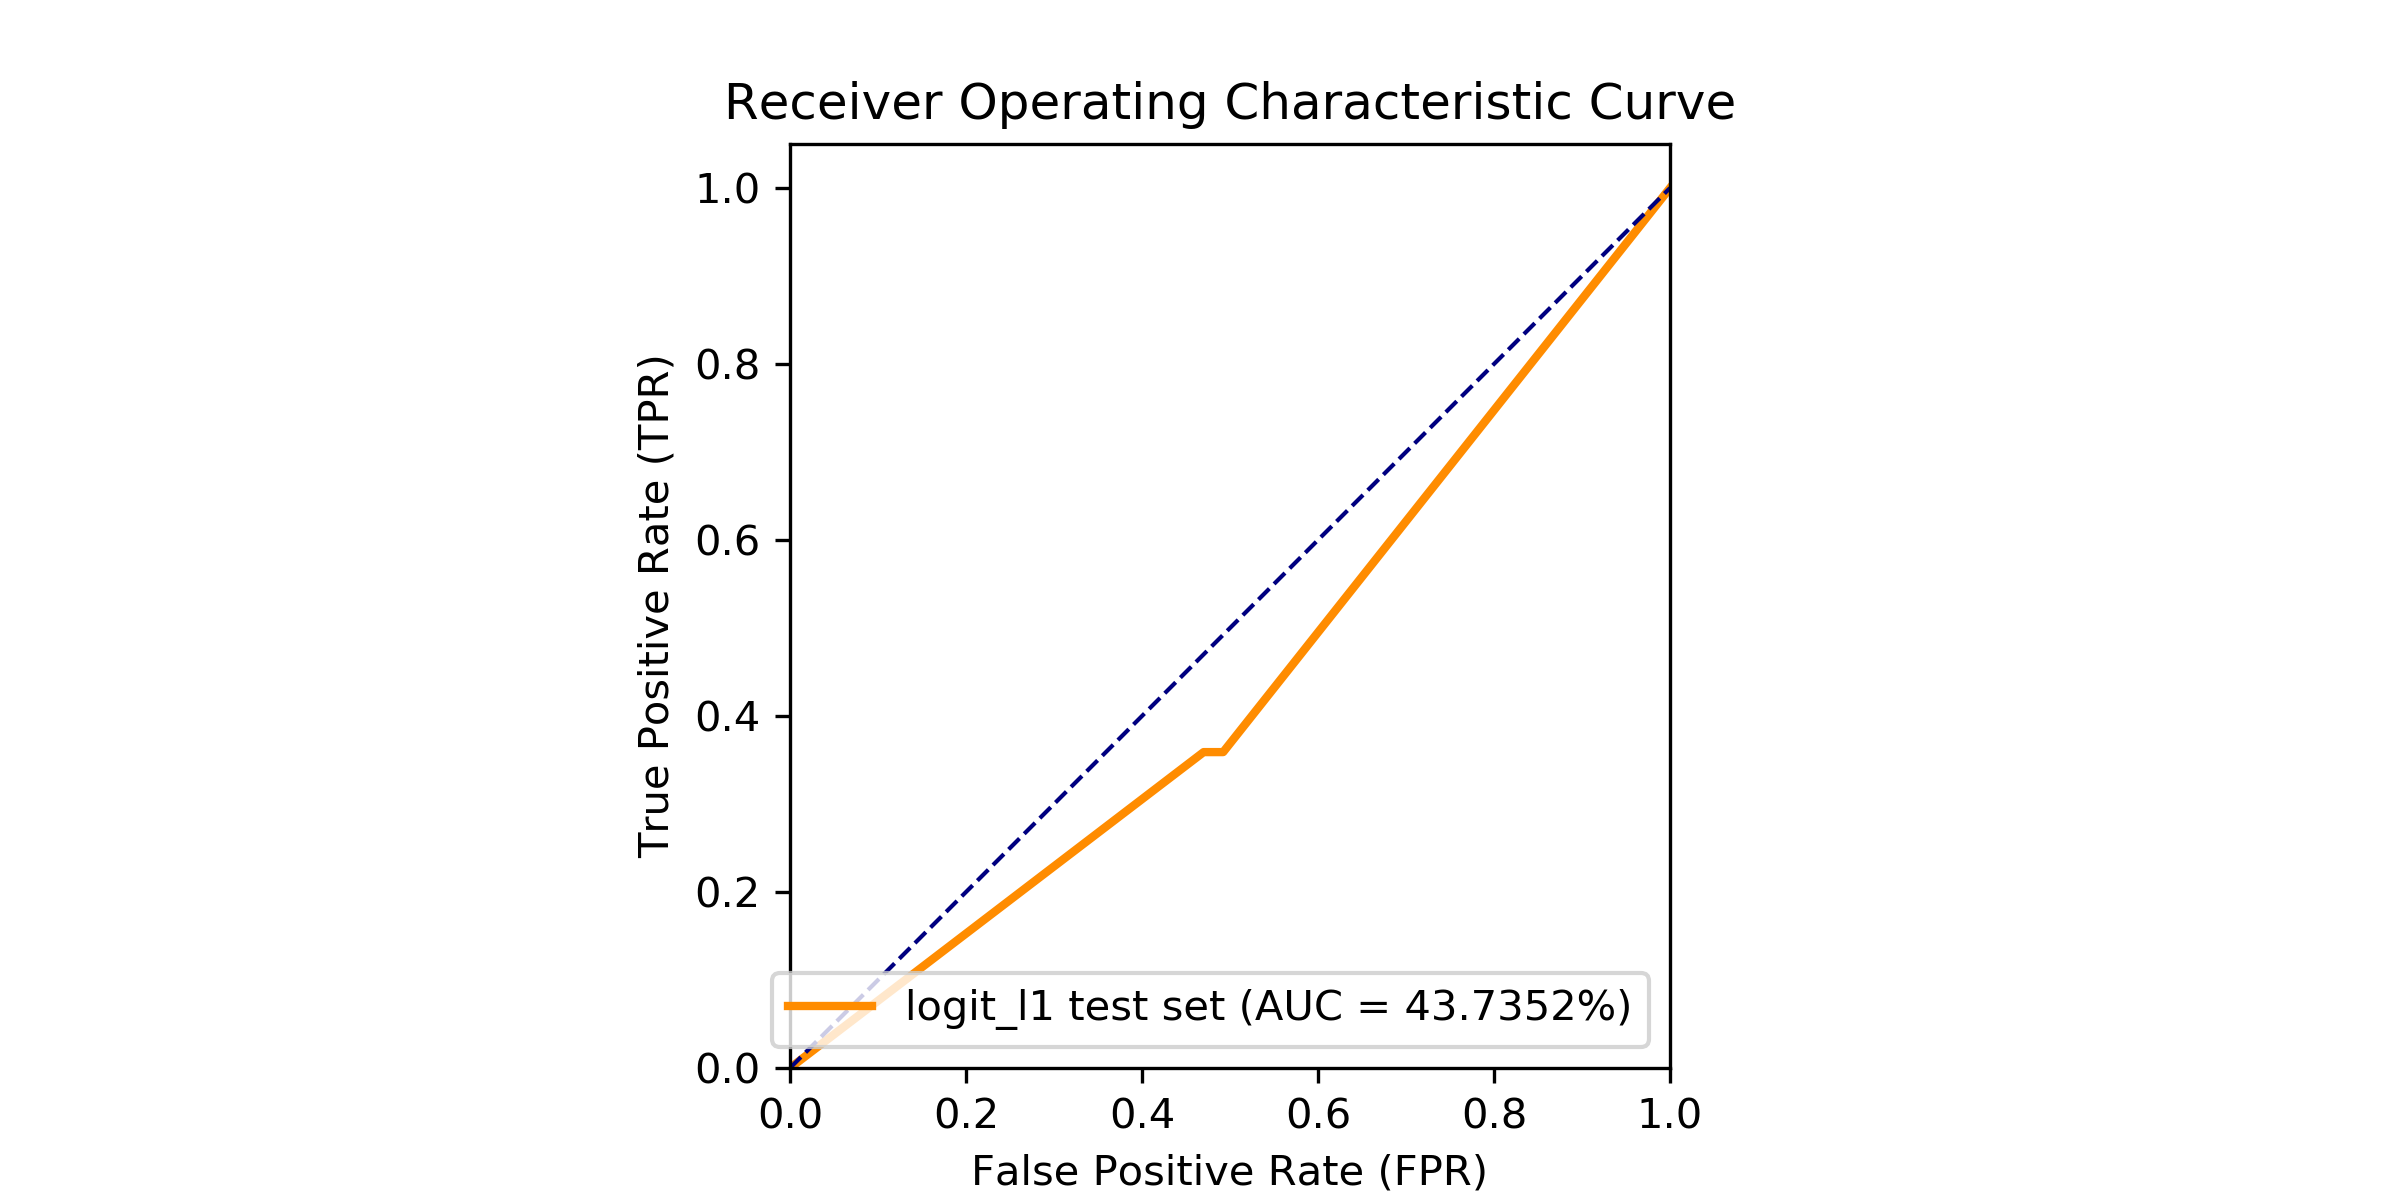 Receiver Operating Characteristic Curve
1.0
0.8
0.6
0.4
0.2
0.0
True Positive Rate (TPR)
logit_l1 test set (AUC = 43.7352%)
0.0 0.2 0.4 0.6 0.8 1.0
False Positive Rate (FPR)